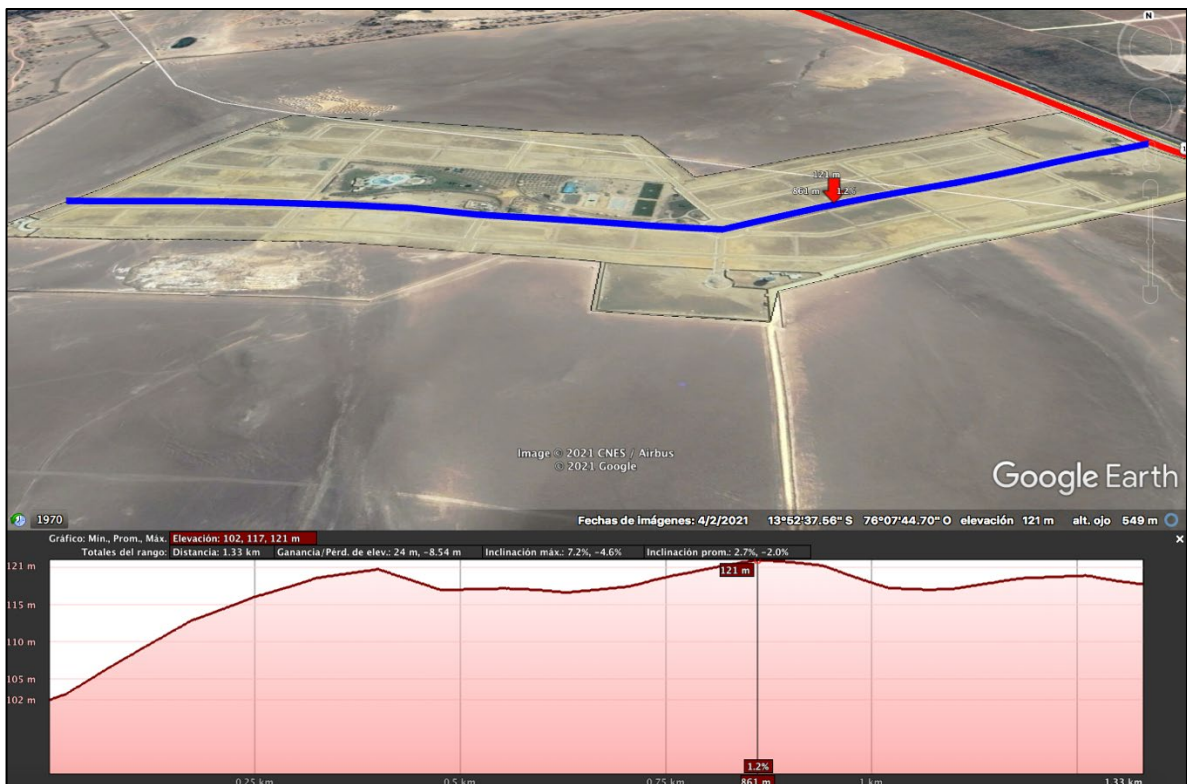 N
1
121 m
861 m 1.2%
Image © 2021 CNES / Airbus
© 2021 Google
Google Earth
1970
Fechas de imágenes: 4/2/2021 13°52'37.56" S 76°07'44.70" O elevación 121 m alt. ojo 549 m
Gráfico: Mín., Prom., Máx. Elevación: 102, 117, 121 m
Totales del rango: Distancia: 1.33 km Ganancia/Pérd. de elev.: 24 m, -8.54 m Inclinación máx.: 7.2%, -4.6% Inclinación prom.: 2.7%, -2.0%
121 m
121 m
115 m
110 m
105 m
102 m
1.2%
0.25 km 0.5 km 0.75 km 861 m 1 km 1.33 km